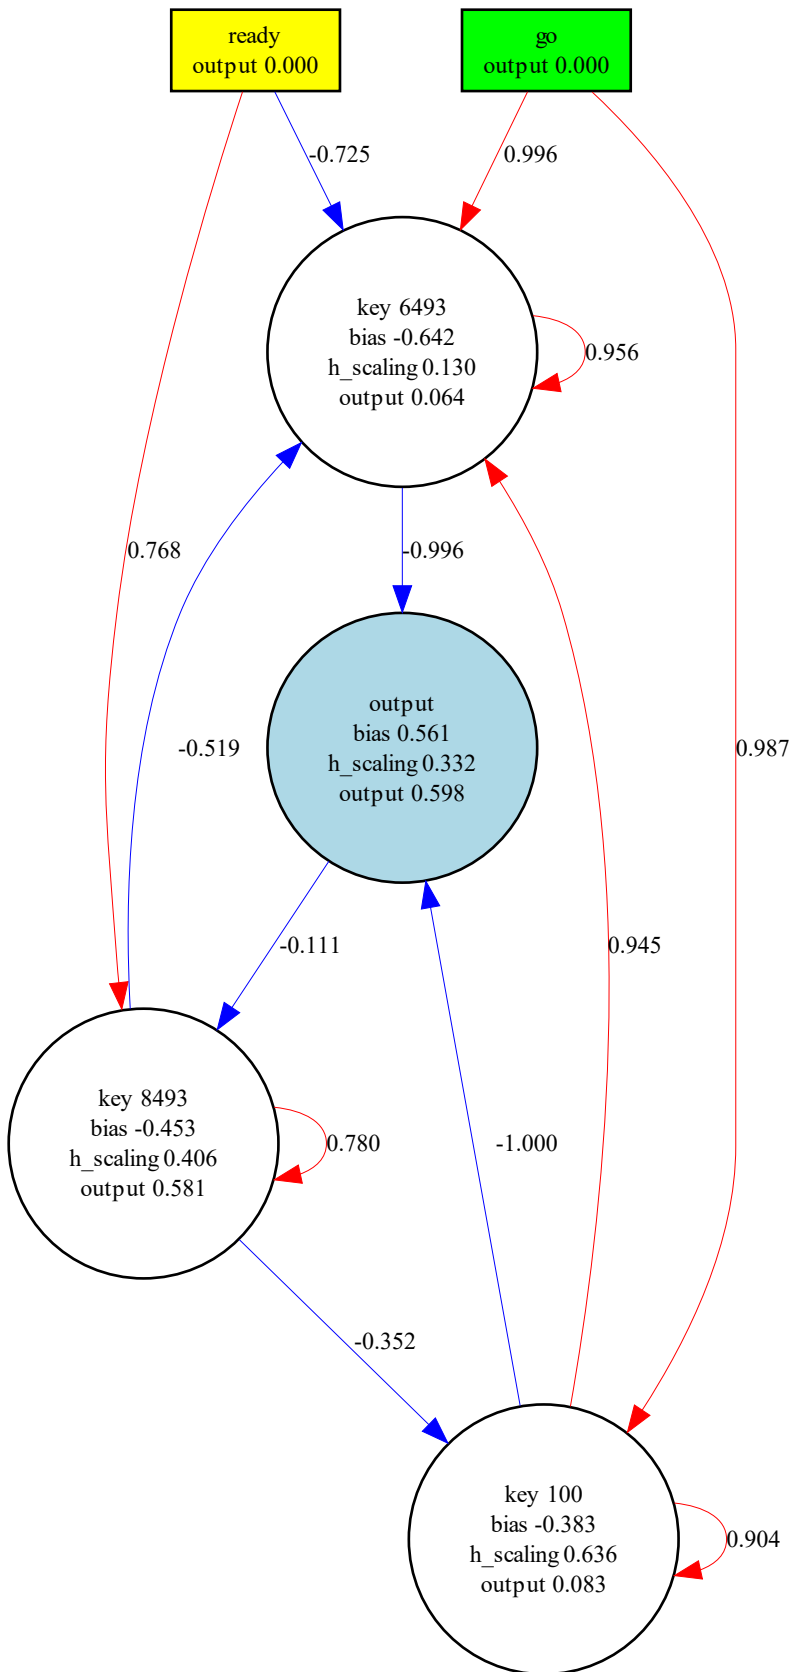 ready
output 0.000
go
output 0.000
-0.725
0.996
key 6493
bias -0.642
h_scaling 0.130
output 0.064
0.956
0.768
-0.996
output
bias 0.561
h_scaling 0.332
output 0.598
-0.519
0.987
-0.111
0.945
key 8493
bias -0.453
h_scaling 0.406
output 0.581
0.780
-1.000
-0.352
key 100
bias -0.383
h_scaling 0.636
output 0.083
0.904